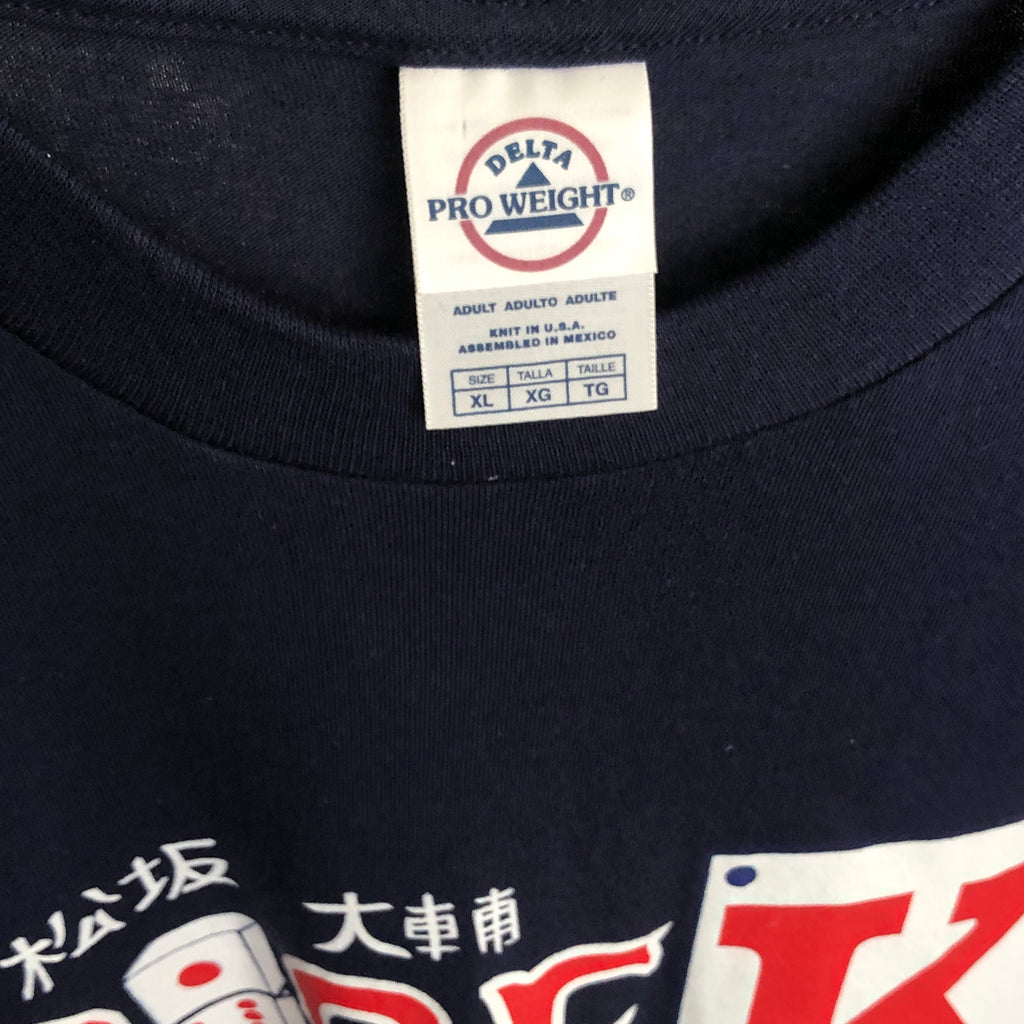 DELTA
PRO WEIGHT®
ADULT ADULTO ADULTE
KNIT IN U.S.A.
ASSEMBLED IN MEXICO
SIZE TALLA TAILLE
XL XG TG
松坂
大車甫
K